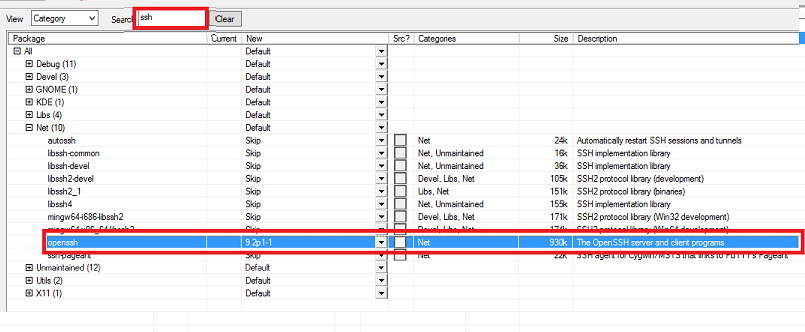 View Category Search ssh Clear
Package Current New Src? Categories Size Description
All Default
Debug (11) Default
Devel (3) Default
GNOME (1) Default
KDE (1) Default
Libs (4) Default
Net (10) Default
autossh Skip Net 24k Automatically restart SSH sessions and tunnels
libssh-common Skip Net, Unmaintained 16k SSH implementation library
libssh-devel Skip Net, Unmaintained 36k SSH implementation library
libssh2-devel Skip Devel, Libs, Net 105k SSH2 protocol library (development)
libssh2_1 Skip Libs, Net 151k SSH2 protocol library (binaries)
libssh4 Skip Net, Unmaintained 155k SSH implementation library
mingw64-i686-libssh2 Skip Devel, Libs, Net 171k SSH2 protocol library (Win32 development)
mingw64-x86_64-libssh2 Skip Devel, Libs, Net 174k SSH2 protocol library (Win64 development)
openssh 9.2p1-1 Net 930k The OpenSSH server and client programs
ssh-pageant Skip Net 22k SSH agent for Cygwin/MSYS that links to PuTTY's Pageant
Unmaintained (12) Default
Utils (2) Default
X11 (1) Default